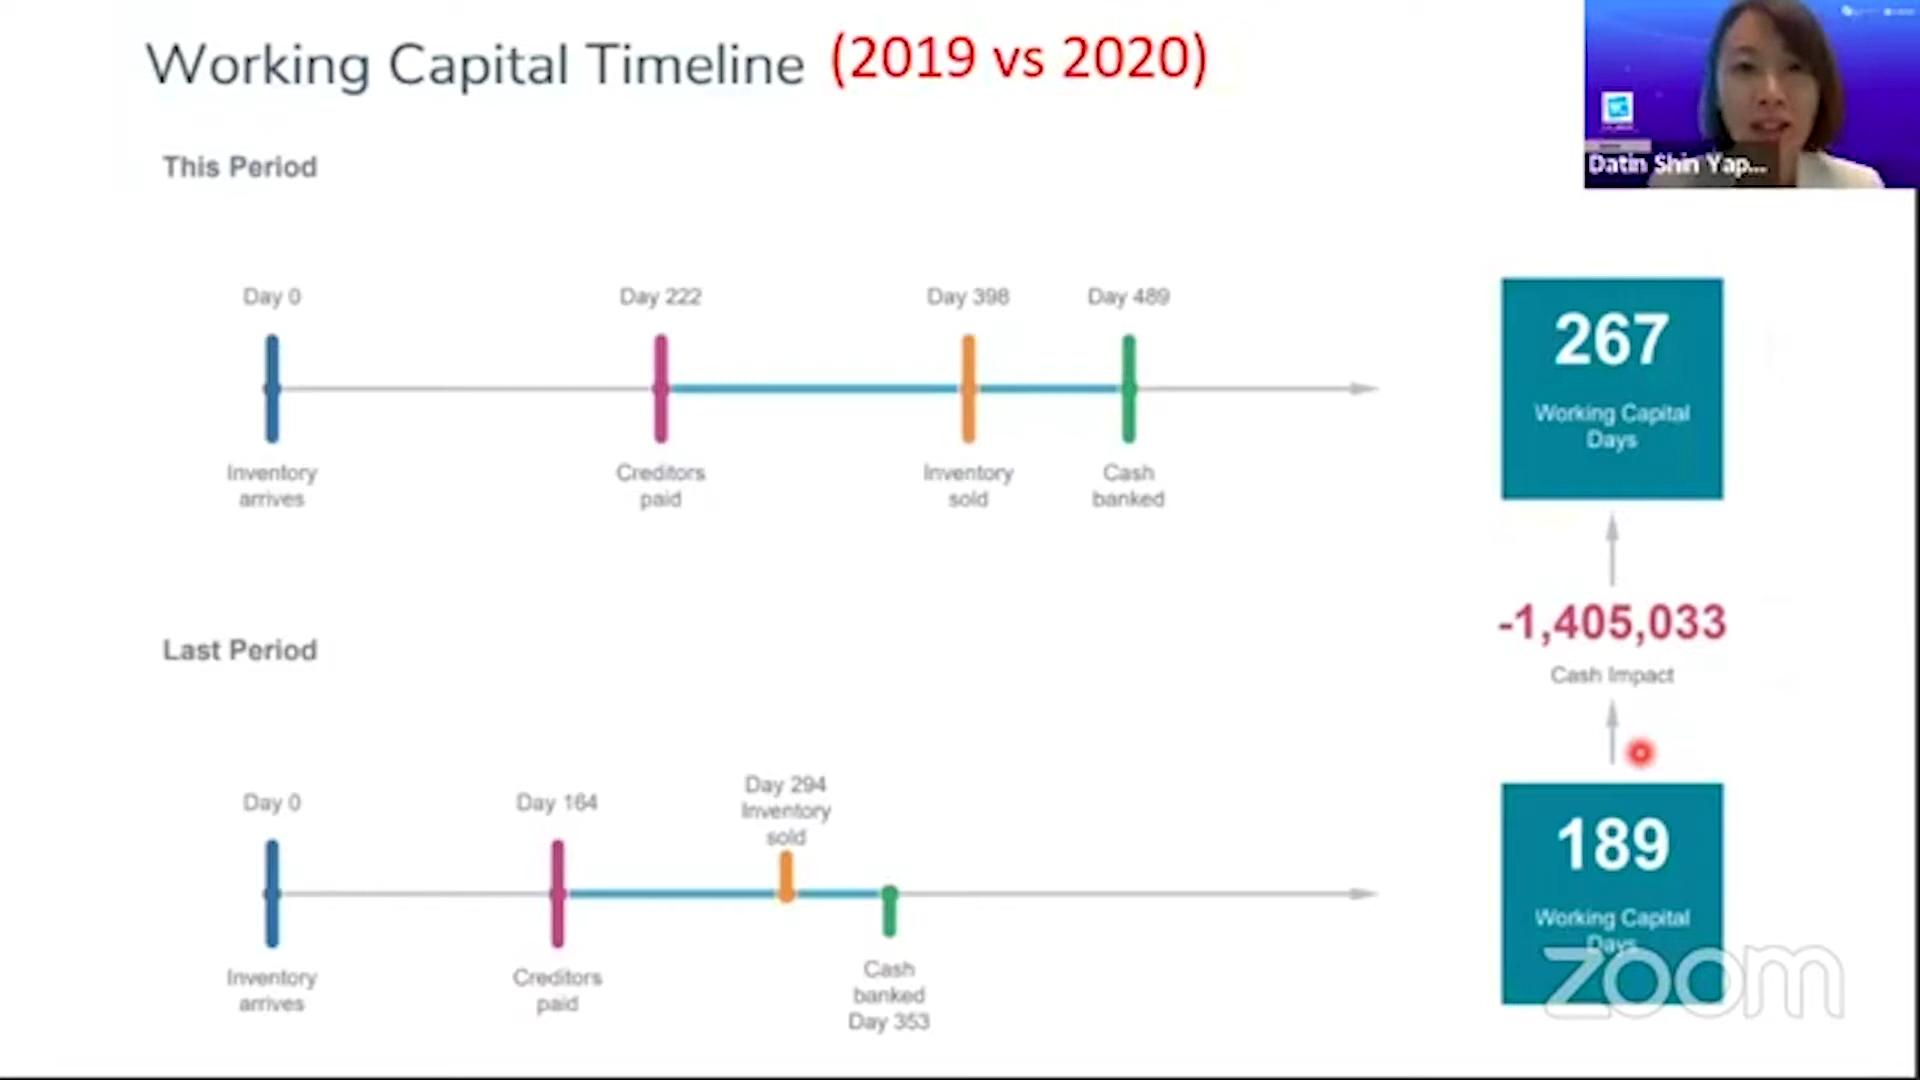 Working Capital Timeline (2019 vs 2020)
Datin Shin Yap...
This Period
Day 0
Day 222
Day 398
Day 489
Inventory
arrives
Creditors
paid
Inventory
sold
Cash
banked
267
Working Capital
Days
-1,405,033
Cash Impact
Last Period
Day 0
Day 164
Day 294
Inventory
sold
Inventory
arrives
Creditors
paid
Cash
banked
Day 353
189
Working Capital
Days
zoom